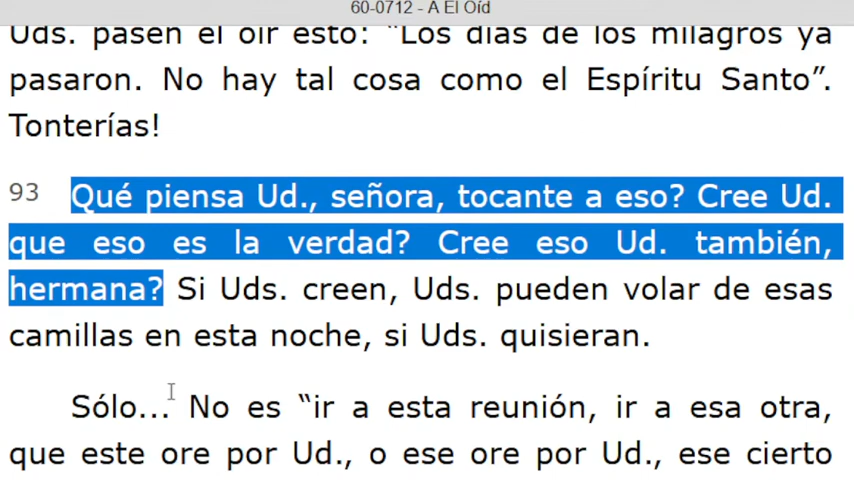 60-0712 - A El Oíd
Uds. pasen el oír esto: “Los días de los milagros ya
pasaron. No hay tal cosa como el Espíritu Santo”.
Tonterías!
93 Qué piensa Ud., señora, tocante a eso? Cree Ud.
que eso es la verdad? Cree eso Ud. también,
hermana? Si Uds. creen, Uds. pueden volar de esas
camillas en esta noche, si Uds. quisieran.
Sólo... No es “ir a esta reunión, ir a esa otra,
que este ore por Ud., o ese ore por Ud., ese cierto